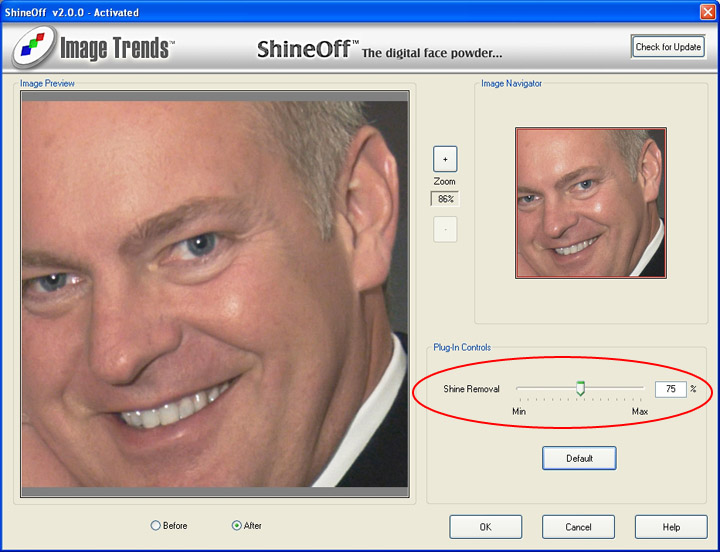 ShineOff v2.0.0 - Activated
Image Trends™
ShineOff™ The digital face powder...
Check for Update
Image Preview
Image Navigator
+
Zoom
86%
-
Plug-In Controls
Shine Removal
75 %
Min Max
Default
Before After
OK Cancel Help